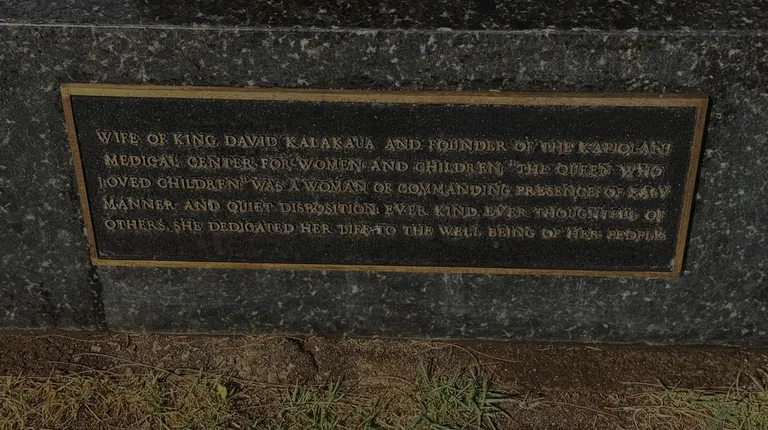 WIFE OF KING DAVID KALAKAUA AND FOUNDER OF THE KAPIOLANI
MEDICAL CENTER FOR WOMEN AND CHILDREN, "THE QUEEN WHO
LOVED CHILDREN" WAS A WOMAN OF COMMANDING PRESENCE OF EASY
MANNER AND QUIET DISPOSITION. EVER KIND, EVER THOUGHTFUL OF
OTHERS, SHE DEDICATED HER LIFE TO THE WELL BEING OF HER PEOPLE.